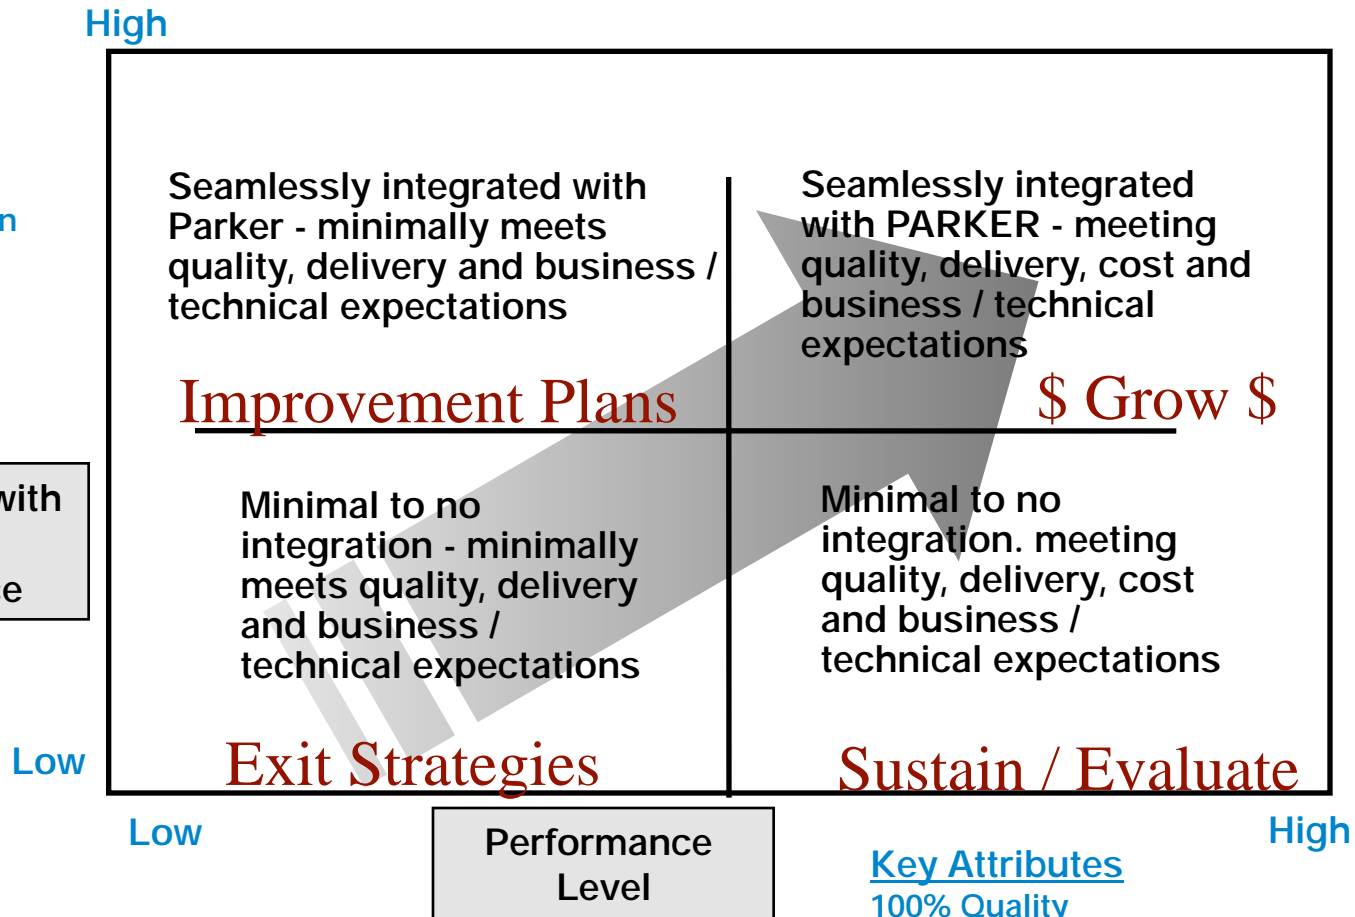 High
n
Seamlessly integrated with
Parker - minimally meets
quality, delivery and business /
technical expectations
Improvement Plans
Seamlessly integrated
with PARKER - meeting
quality, delivery, cost and
business / technical
expectations
$ Grow $
with
e
Minimal to no
integration - minimally
meets quality, delivery
and business /
technical expectations
Exit Strategies
Minimal to no
integration. meeting
quality, delivery, cost
and business /
technical expectations
Sustain / Evaluate
Low
Low
Performance
Level
High
Key Attributes
100% Quality